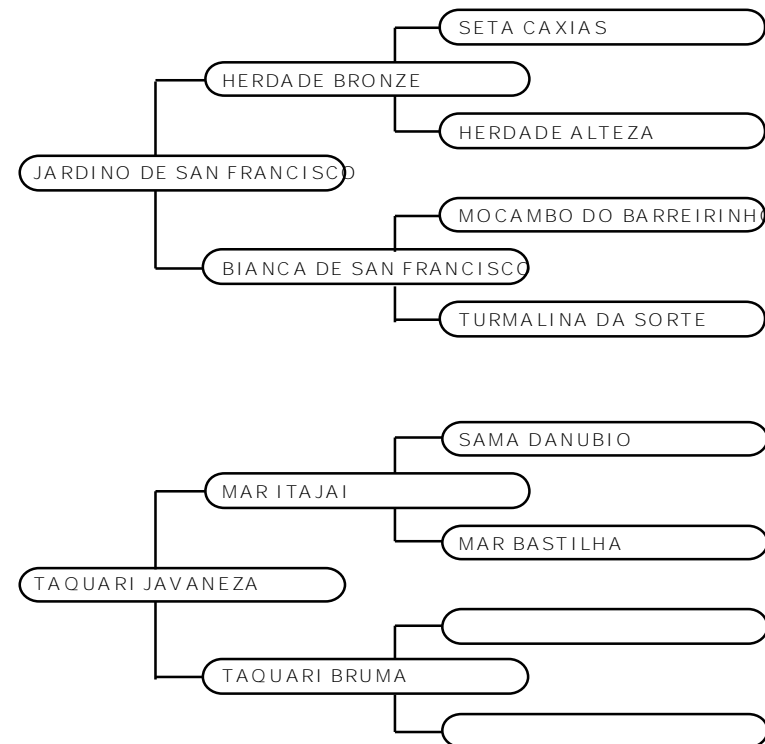 SETA CAXIAS
HERDADE BRONZE
HERDADE ALTEZA
JARDINO DE SAN FRANCISCO
MOCAMBO DO BARREIRINHO
BIANCA DE SAN FRANCISCO
TURMALINA DA SORTE
SAMA DANUBIO
MAR ITAJAI
MAR BASTILHA
TAQUARI JAVANEZA
TAQUARI BRUMA